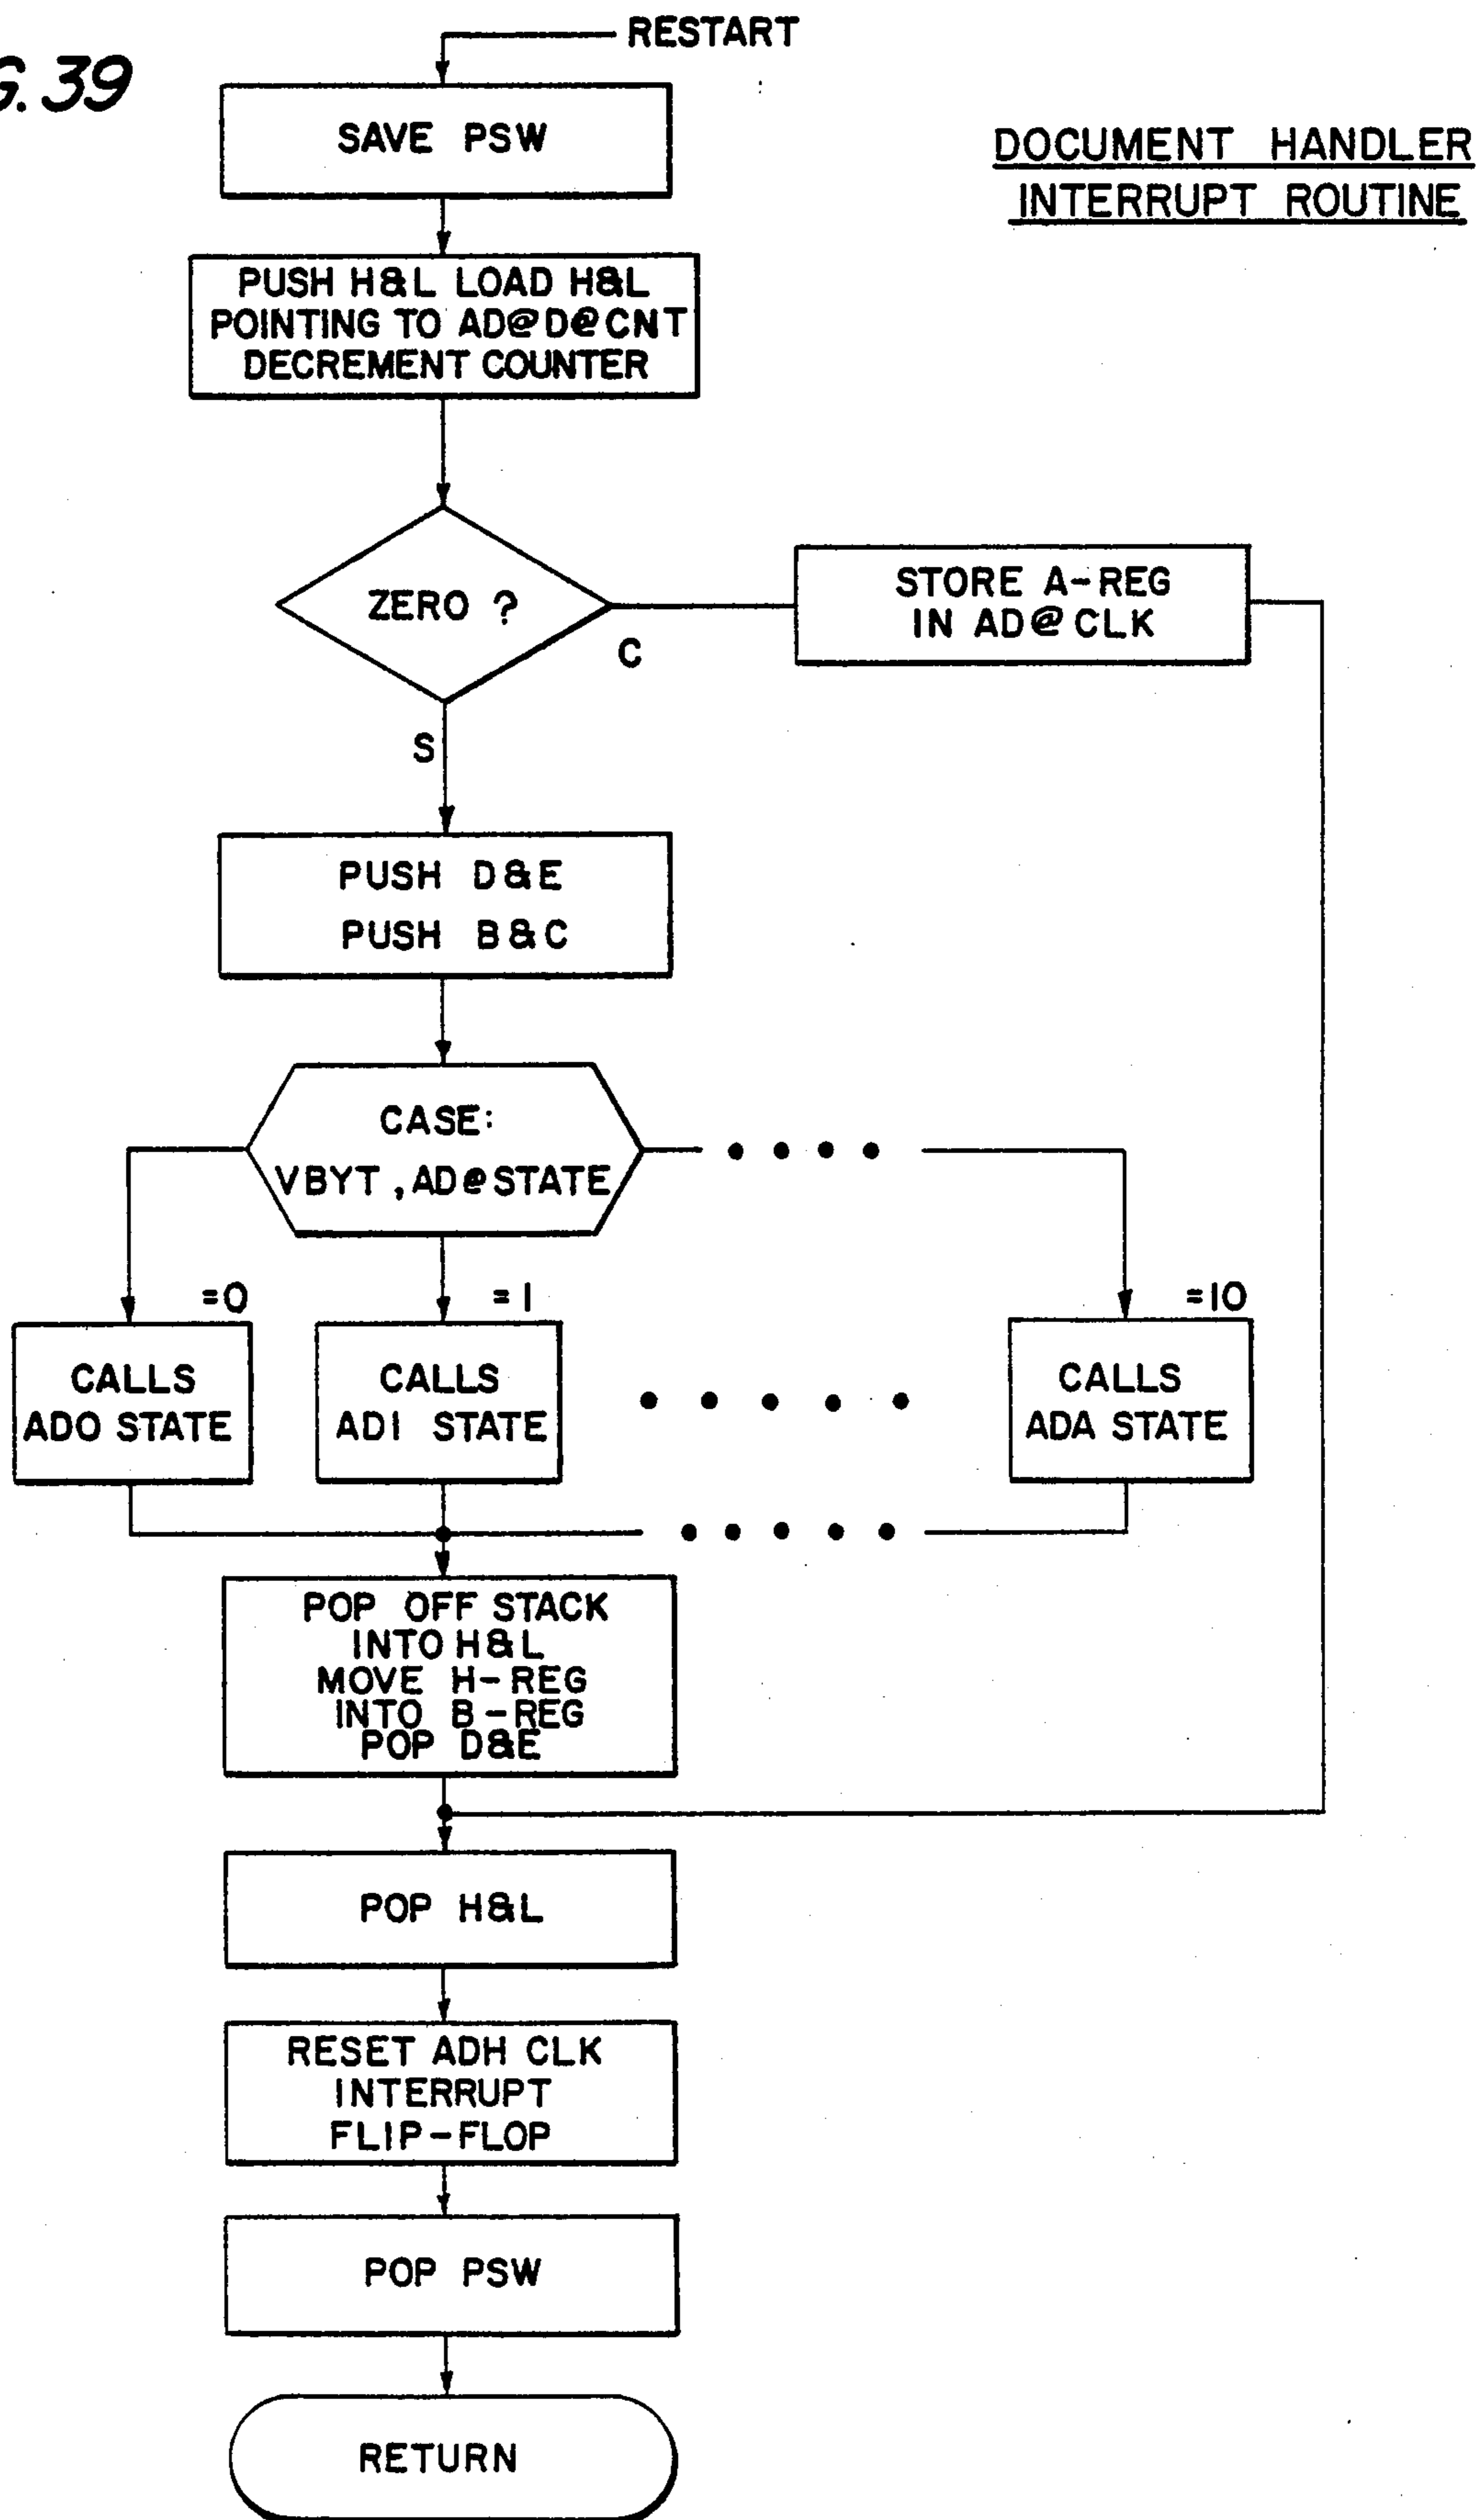 G. 39
RESTART
SAVE PSW
DOCUMENT HANDLER
INTERRUPT ROUTINE
PUSH H&L LOAD H&L
POINTING TO AD@D@CNT
DECREMENT COUNTER
ZERO ?
C
STORE A-REG
IN AD@CLK
S
PUSH D&E
PUSH B&C
CASE:
VBYT, AD@STATE
=0
=1
=10
CALLS
AD0 STATE
CALLS
AD1 STATE
CALLS
ADA STATE
POP OFF STACK
INTO H&L
MOVE H-REG
INTO B-REG
POP D&E
POP H&L
RESET ADH CLK
INTERRUPT
FLIP-FLOP
POP PSW
RETURN